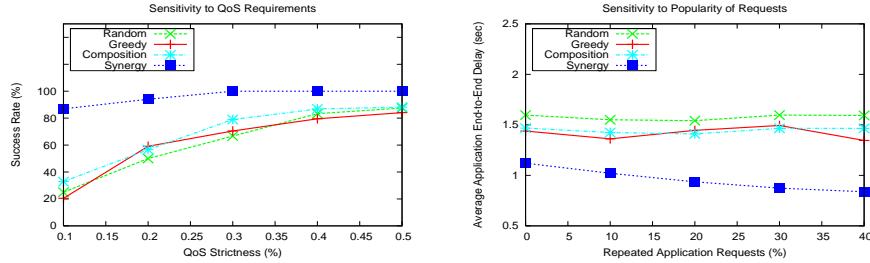 Sensitivity to QoS Requirements
Random
Greedy
Composition
Synergy
Success Rate (%)
100
80
60
40
20
0
0.1 0.15 0.2 0.25 0.3 0.35 0.4 0.45 0.5
QoS Strictness (%)
Sensitivity to Popularity of Requests
Random
Greedy
Composition
Synergy
Average Application End-to-End Delay (sec)
2.5
2
1.5
1
0.5
0 5 10 15 20 25 30 35 40
Repeated Application Requests (%)